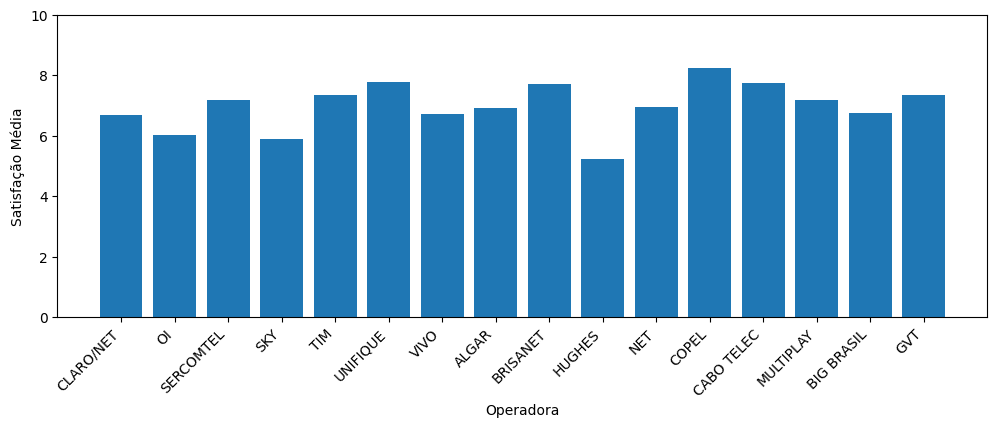 10
8
6
4
2
0
Satisfação Média
CLARO/NET
OI
SERCOMTEL
SKY
TIM
UNIFIQUE
VIVO
ALGAR
BRISANET
HUGHES
NET
COPEL
CABO TELEC
MULTIPLAY
BIG BRASIL
GVT
Operadora